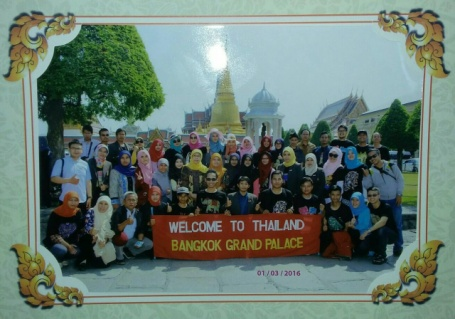 WELCOME TO THAILAND
BANGKOK GRAND PALACE
01 / 03 / 2016